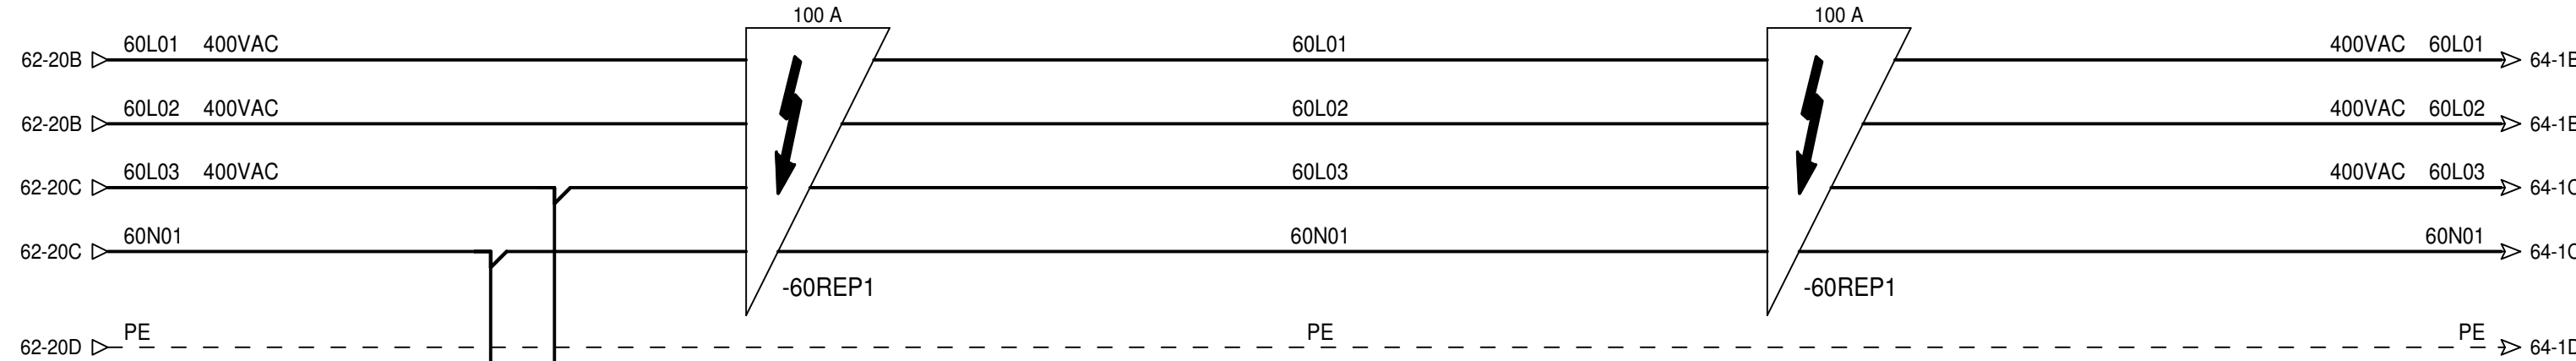 100 A 100 A
60L01 400VAC 60L01 400VAC 60L01
62-20B 64-1B
60L02 400VAC 60L02 400VAC 60L02
62-20B 64-1B
60L03 400VAC 60L03 400VAC 60L03
62-20C 64-1C
60N01 60N01 60N01
62-20C 64-1C
-60REP1 -60REP1
PE PE PE
62-20D 64-1D